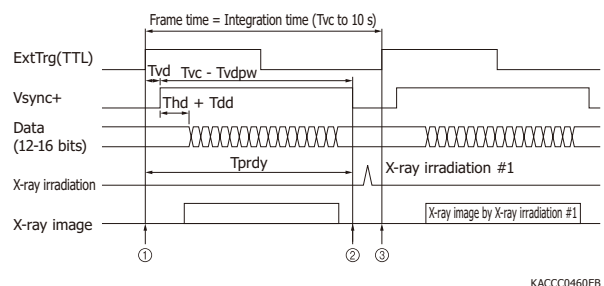 Frame time = Integration time (Tvc to 10 s)
ExtTrg(TTL)
Tvd
Tvc - Tvdpw
Vsync+
Thd + Tdd
Data
(12-16 bits)
Tprdy
X-ray irradiation #1
X-ray irradiation
X-ray image by X-ray irradiation #1
X-ray image
① ② ③
KACCC0460EB